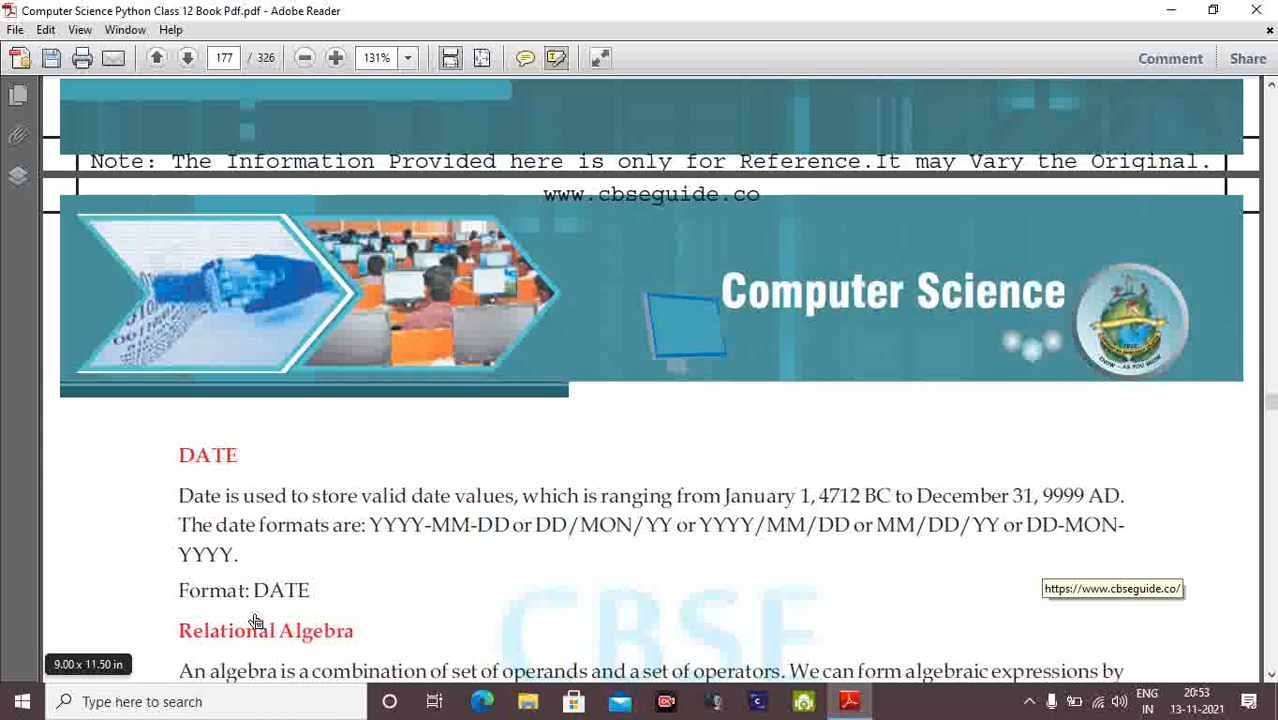 Computer Science Python Class 12 Book Pdf.pdf - Adobe Reader
File Edit View Window Help
177 / 326 131% Comment Share
Note: The Information Provided here is only for Reference.It may Vary the Original.
www.cbseguide.co
Computer Science
DATE
Date is used to store valid date values, which is ranging from January 1, 4712 BC to December 31, 9999 AD.
The date formats are: YYYY-MM-DD or DD/MON/YY or YYYY/MM/DD or MM/DD/YY or DD-MON-
YYYY.
Format: DATE
https://www.cbseguide.co/
CBSE
Relational Algebra
9.00 x 11.50 in
An algebra is a combination of set of operands and a set of operators. We can form algebraic expressions by
Type here to search
ENG
IN
20:53
13-11-2021